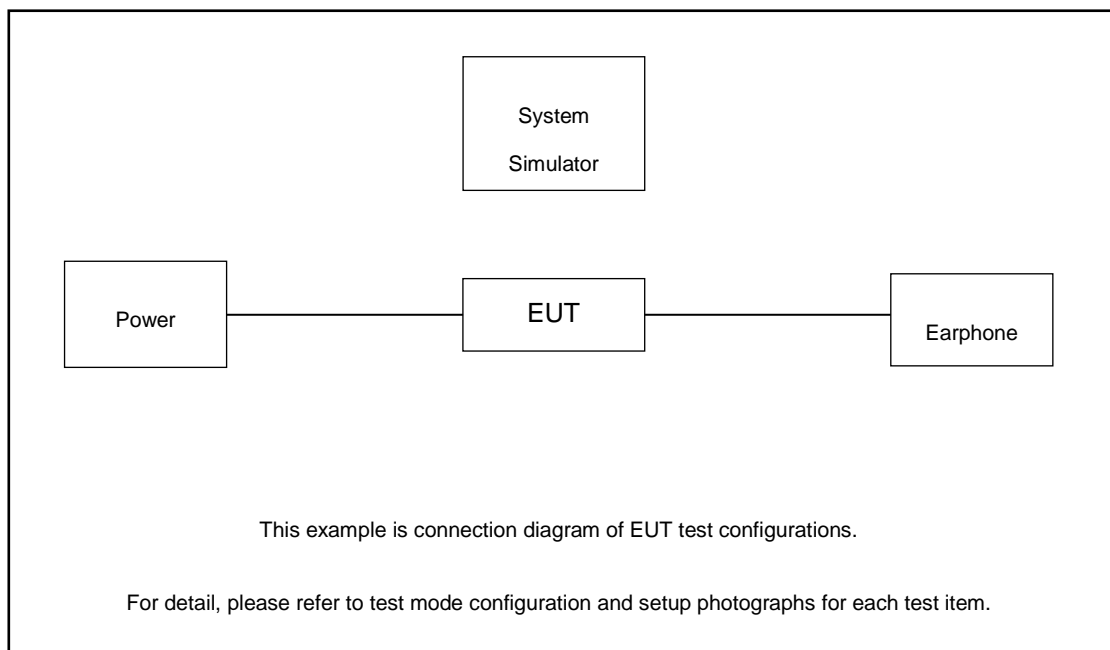 System
Simulator
Power
EUT
Earphone
This example is connection diagram of EUT test configurations.
For detail, please refer to test mode configuration and setup photographs for each test item.